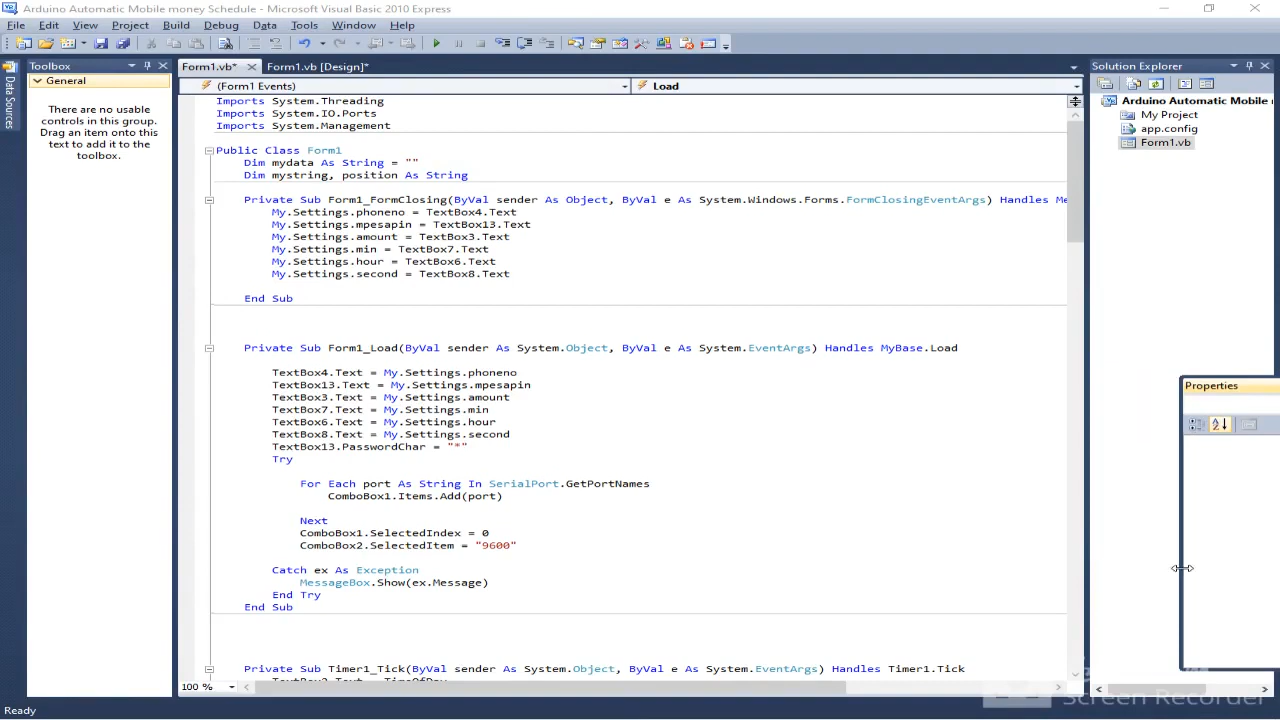 Arduino Automatic Mobile money Schedule - Microsoft Visual Basic 2010 Express
File Edit View Project Build Debug Data Tools Window Help
Toolbox
General
There are no usable
controls in this group.
Drag an item onto this
text to add it to the
toolbox.
Data Sources
Form1.vb*
Form1.vb [Design]*
(Form1 Events)
Load
Imports System.Threading
Imports System.IO.Ports
Imports System.Management
Public Class Form1
Dim mydata As String = ""
Dim mystring, position As String
Private Sub Form1_FormClosing(ByVal sender As Object, ByVal e As System.Windows.Forms.FormClosingEventArgs) Handles Me
My.Settings.phoneno = TextBox4.Text
My.Settings.mpesapin = TextBox13.Text
My.Settings.amount = TextBox3.Text
My.Settings.min = TextBox7.Text
My.Settings.hour = TextBox6.Text
My.Settings.second = TextBox8.Text
End Sub
Private Sub Form1_Load(ByVal sender As System.Object, ByVal e As System.EventArgs) Handles MyBase.Load
TextBox4.Text = My.Settings.phoneno
TextBox13.Text = My.Settings.mpesapin
TextBox3.Text = My.Settings.amount
TextBox7.Text = My.Settings.min
TextBox6.Text = My.Settings.hour
TextBox8.Text = My.Settings.second
TextBox13.PasswordChar = "*"
Try
For Each port As String In SerialPort.GetPortNames
ComboBox1.Items.Add(port)
Next
ComboBox1.SelectedIndex = 0
ComboBox2.SelectedItem = "9600"
Catch ex As Exception
MessageBox.Show(ex.Message)
End Try
End Sub
Private Sub Timer1_Tick(ByVal sender As System.Object, ByVal e As System.EventArgs) Handles Timer1.Tick
100 %
Solution Explorer
Arduino Automatic Mobile
My Project
app.config
Form1.vb
Properties
Screen Recorder
Ready